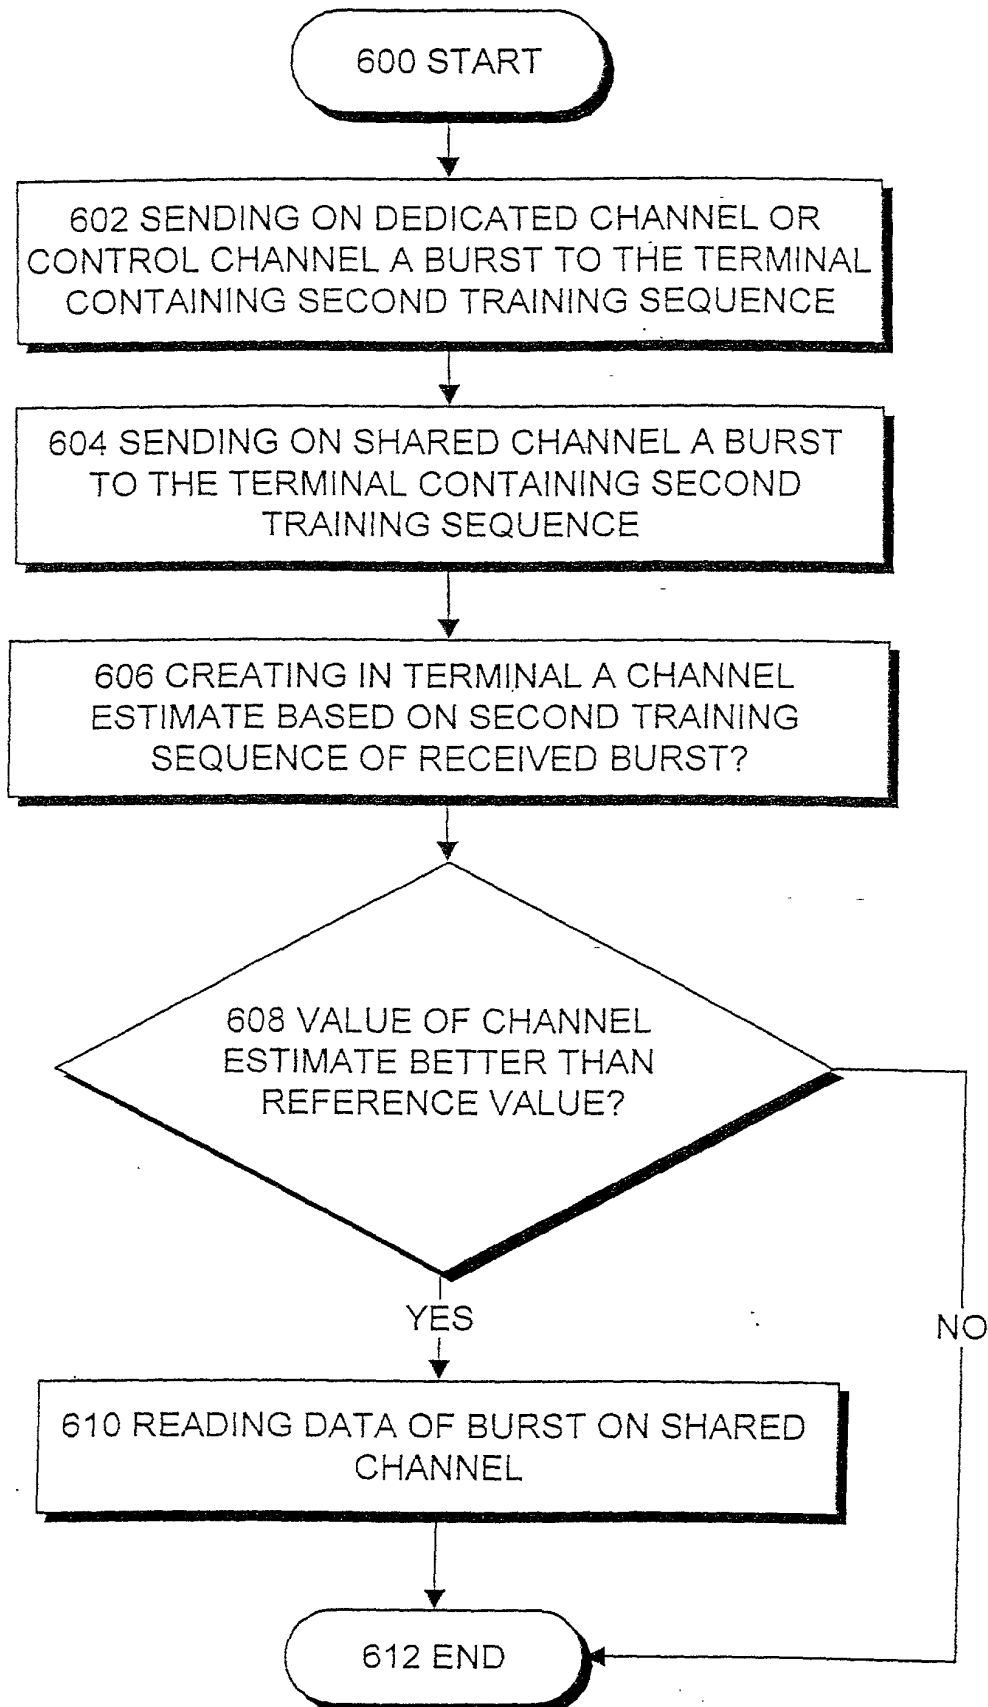 600 START
602 SENDING ON DEDICATED CHANNEL OR
CONTROL CHANNEL A BURST TO THE TERMINAL
CONTAINING SECOND TRAINING SEQUENCE
604 SENDING ON SHARED CHANNEL A BURST
TO THE TERMINAL CONTAINING SECOND
TRAINING SEQUENCE
606 CREATING IN TERMINAL A CHANNEL
ESTIMATE BASED ON SECOND TRAINING
SEQUENCE OF RECEIVED BURST?
608 VALUE OF CHANNEL
ESTIMATE BETTER THAN
REFERENCE VALUE?
YES
NO
610 READING DATA OF BURST ON SHARED
CHANNEL
612 END